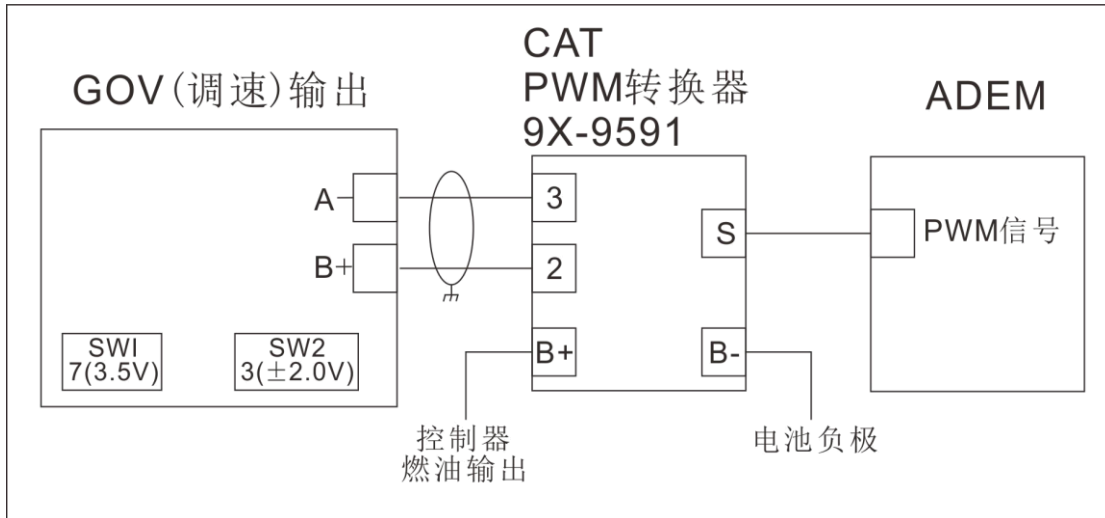 GOV(调速)输出
CAT
PWM转换器
9X-9591
ADEM
A-
B+
3
2
S
PWM信号
SW1
7(3.5V)
SW2
3(±2.0V)
B+
B-
控制器
燃油输出
电池负极